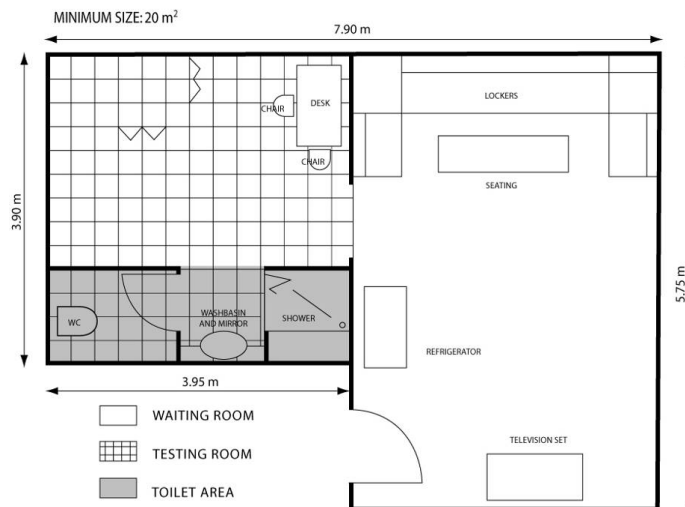 MINIMUM SIZE: 20 m²
7.90 m
LOCKERS
DESK
CHAIR
CHAIR
SEATING
3.90 m
5.75 m
WC
WASHBASIN
AND MIRROR
SHOWER
REFRIGERATOR
3.95 m
WAITING ROOM
TESTING ROOM
TOILET AREA
TELEVISION SET